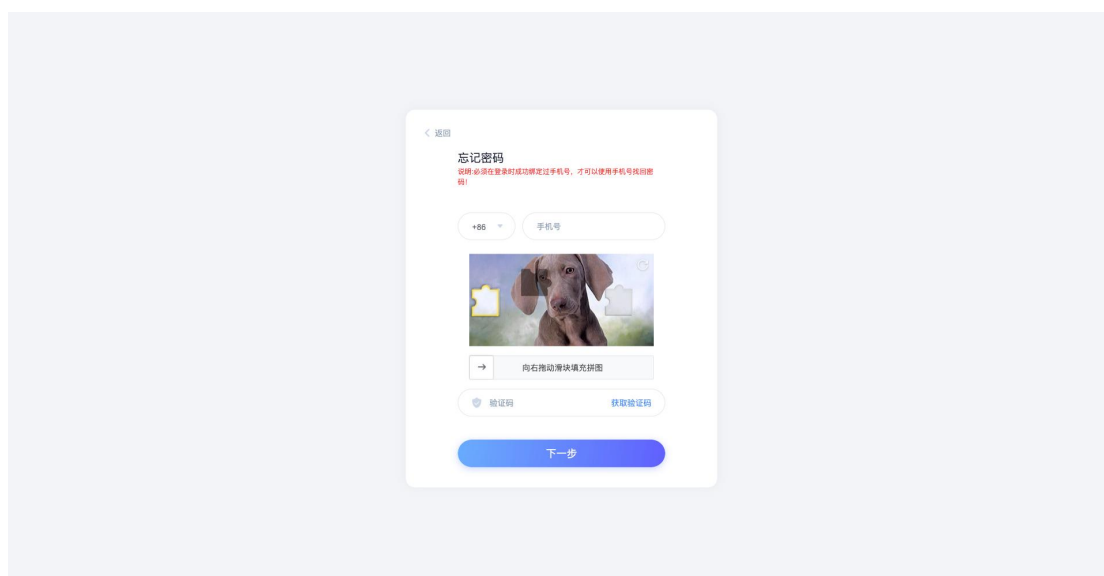 返回
忘记密码
说明:必须在登录时成功绑定过手机号，才可以使用手机号找回密
码！
+86 手机号
向右拖动滑块填充拼图
验证码 获取验证码
下一步